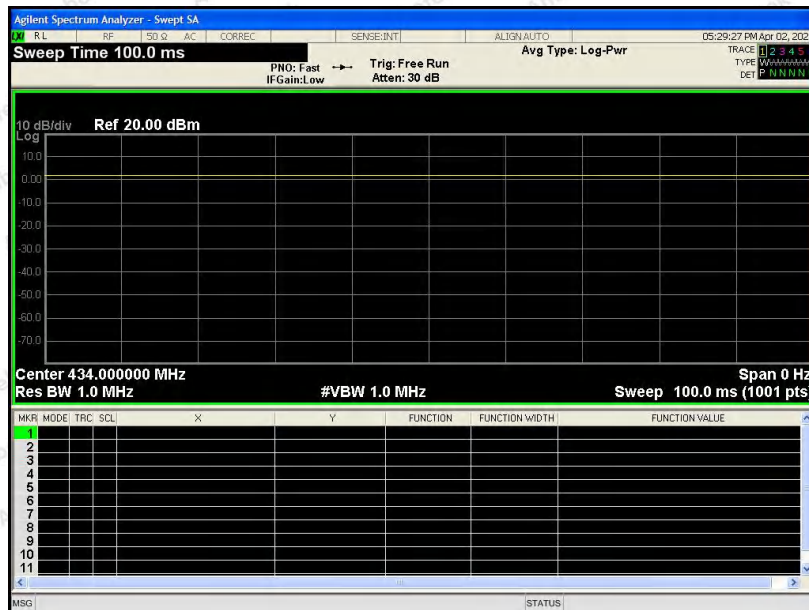 Agilent Spectrum Analyzer - Swept SA
LXI RL RF 50 Ω AC CORREC SENSE:INT ALIGN AUTO 05:29:27 PM Apr 02, 202
Sweep Time 100.0 ms
Avg Type: Log-Pwr
TRACE 1 2 3 4 5
PNO: Fast Trig: Free Run
TYPE
IFGain:Low Atten: 30 dB
DET P N N N N
10 dB/div Ref 20.00 dBm
Log
10.0
0.00
-10.0
-20.0
-30.0
-40.0
-50.0
-60.0
-70.0
Center 434.000000 MHz Span 0 Hz
Res BW 1.0 MHz #VBW 1.0 MHz Sweep 100.0 ms (1001 pts)
MKR MODE TRC SCL X Y FUNCTION FUNCTION WIDTH FUNCTION VALUE
1
2
3
4
5
6
7
8
9
10
11
MSG STATUS